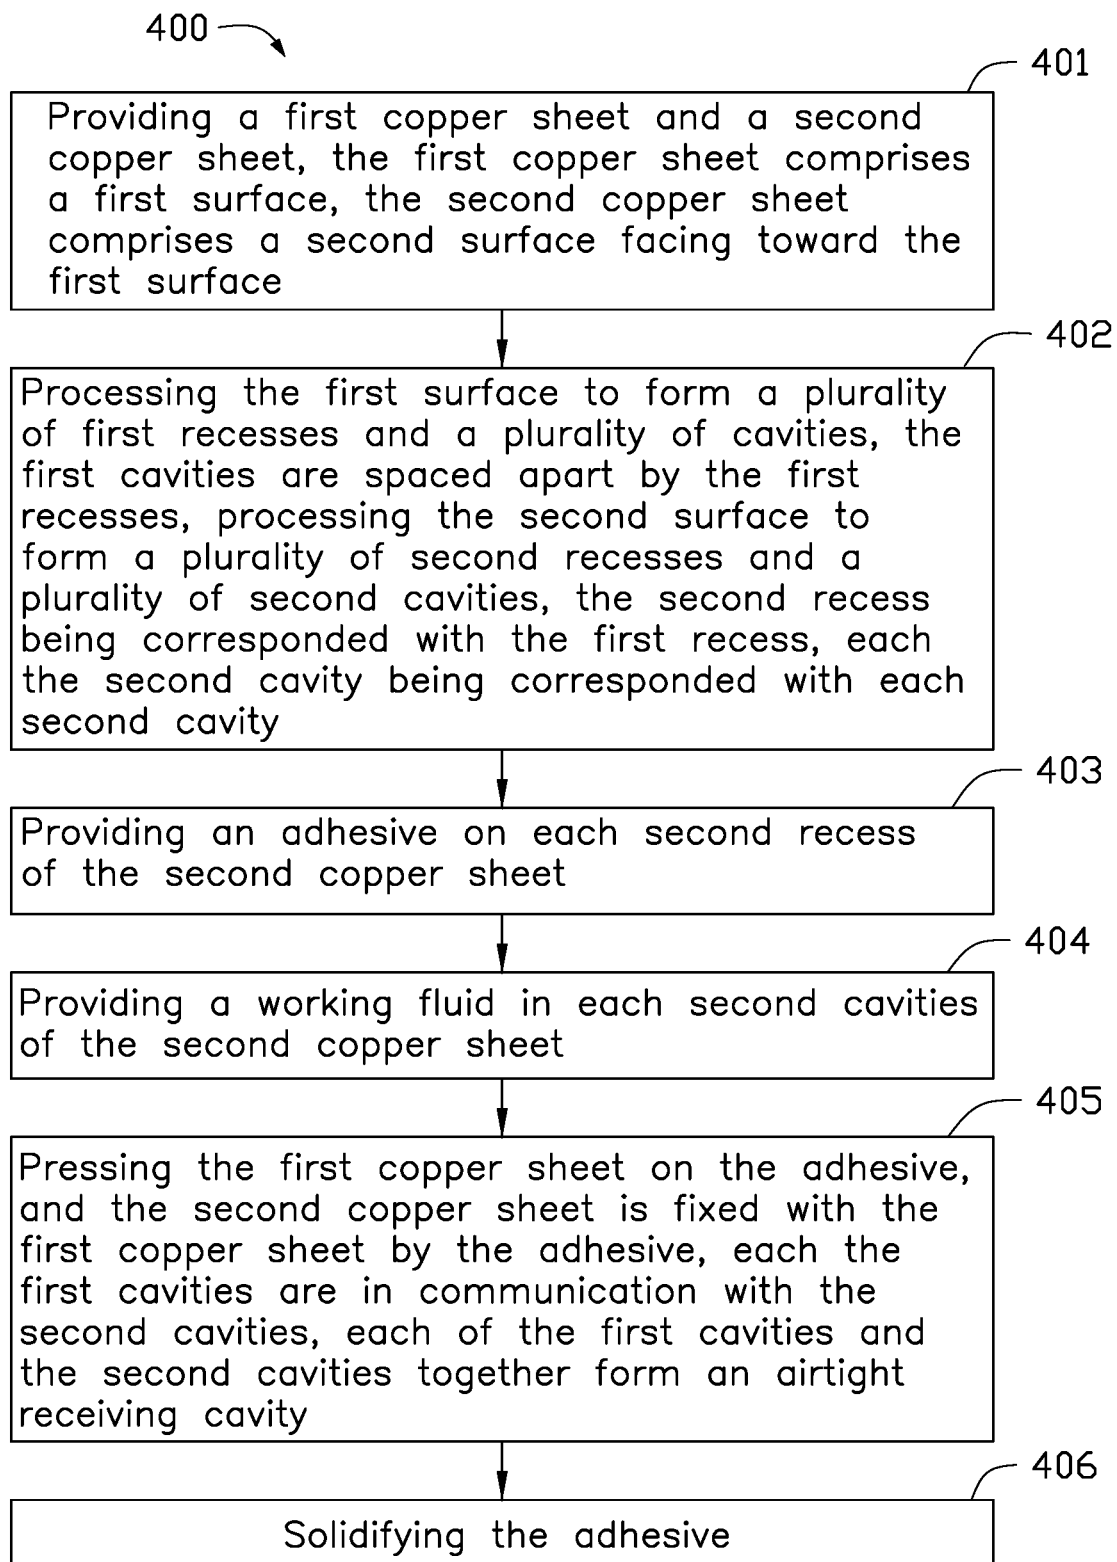 400
401
Providing a first copper sheet and a second
copper sheet, the first copper sheet comprises
a first surface, the second copper sheet
comprises a second surface facing toward the
first surface
402
Processing the first surface to form a plurality
of first recesses and a plurality of cavities, the
first cavities are spaced apart by the first
recesses, processing the second surface to
form a plurality of second recesses and a
plurality of second cavities, the second recess
being corresponded with the first recess, each
the second cavity being corresponded with each
second cavity
403
Providing an adhesive on each second recess
of the second copper sheet
404
Providing a working fluid in each second cavities
of the second copper sheet
405
Pressing the first copper sheet on the adhesive,
and the second copper sheet is fixed with the
first copper sheet by the adhesive, each the
first cavities are in communication with the
second cavities, each of the first cavities and
the second cavities together form an airtight
receiving cavity
406
Solidifying the adhesive